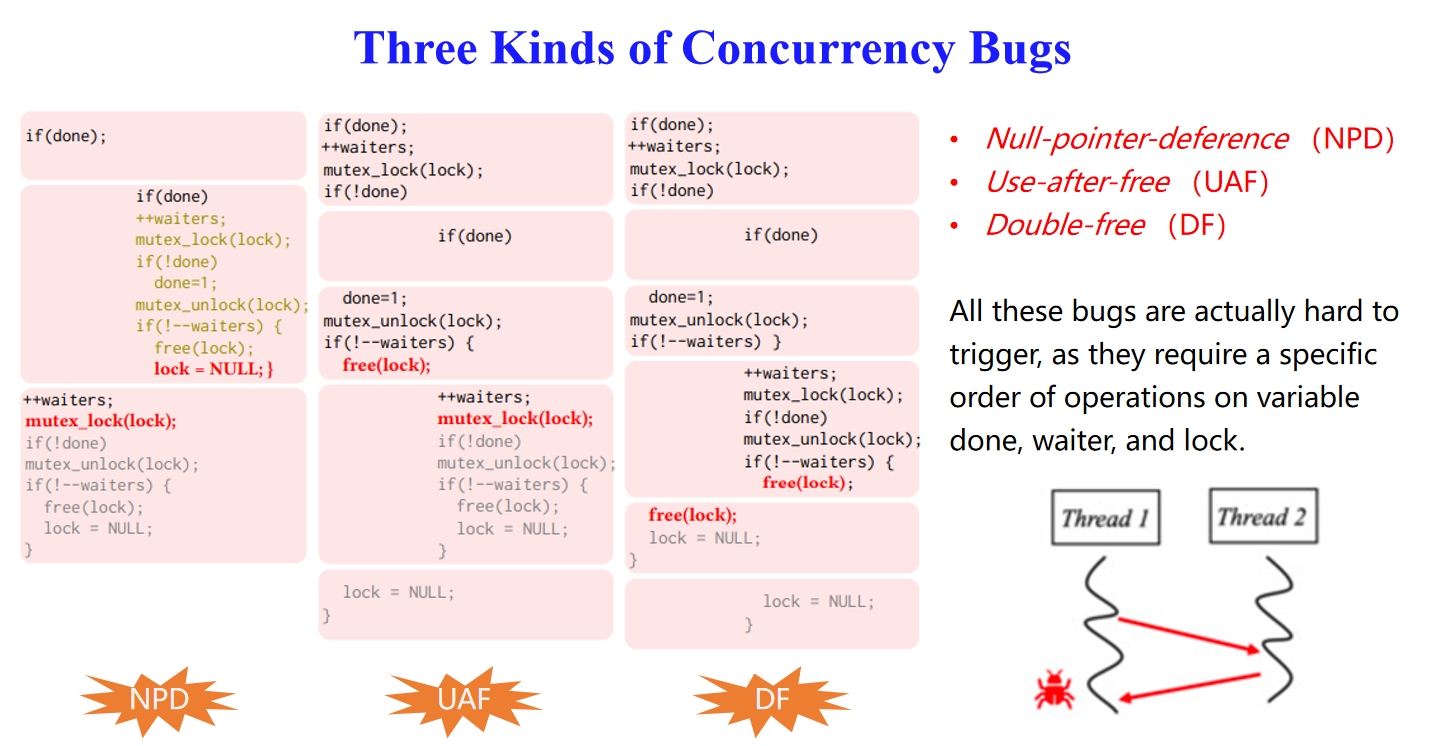 Three Kinds of Concurrency Bugs
if(done);
if(done)
++waiters;
mutex_lock(lock);
if(!done)
done=1;
mutex_unlock(lock);
if(!--waiters) {
free(lock);
lock = NULL; }
++waiters;
mutex_lock(lock);
if(!done)
mutex_unlock(lock);
if(!--waiters) {
free(lock);
lock = NULL;
}
NPD
if(done);
++waiters;
mutex_lock(lock);
if(!done)
if(done)
done=1;
mutex_unlock(lock);
if(!--waiters) {
free(lock);
++waiters;
mutex_lock(lock);
if(!done)
mutex_unlock(lock);
if(!--waiters) {
free(lock);
lock = NULL;
}
lock = NULL;
}
UAF
if(done);
++waiters;
mutex_lock(lock);
if(!done)
if(done)
done=1;
mutex_unlock(lock);
if(!--waiters) }
++waiters;
mutex_lock(lock);
if(!done)
mutex_unlock(lock);
if(!--waiters) {
free(lock);
free(lock);
lock = NULL;
}
lock = NULL;
}
DF
• Null-pointer-deference （NPD）
• Use-after-free （UAF）
• Double-free （DF）
All these bugs are actually hard to
trigger, as they require a specific
order of operations on variable
done, waiter, and lock.
Thread 1
Thread 2